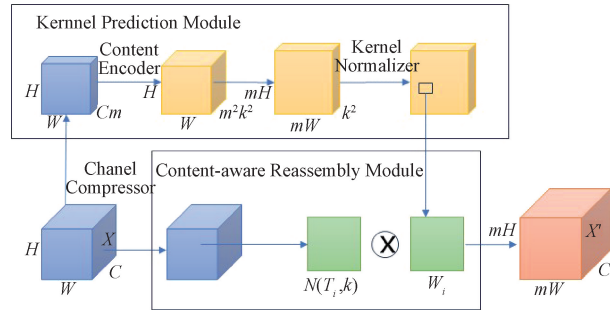 Kernnel Prediction Module
Content
Encoder
Kernel
Normalizer
H
W
Cm
H
W
m²k²
mH
mW
k²
Chanel
Compressor
Content-aware Reassembly Module
H
W
X
C
N(Tᵢ,k)
X
Wᵢ
mH
mW
X'
C